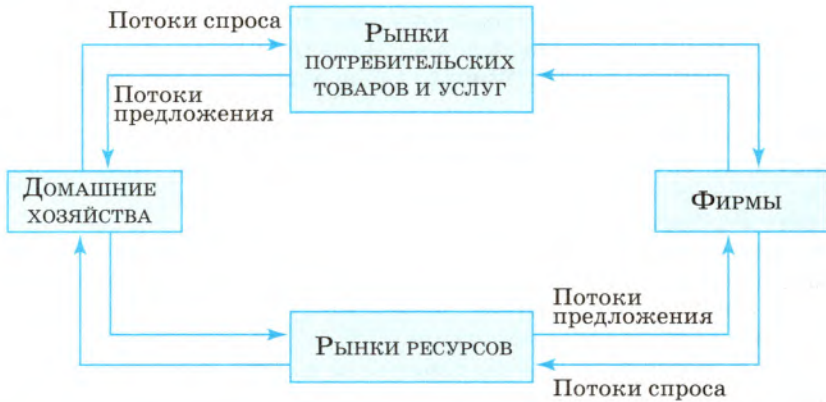 Потоки спроса
Рынки
потребительских
товаров и услуг
Потоки
предложения
Домашние
хозяйства
Фирмы
Потоки
предложения
Рынки ресурсов
Потоки спроса